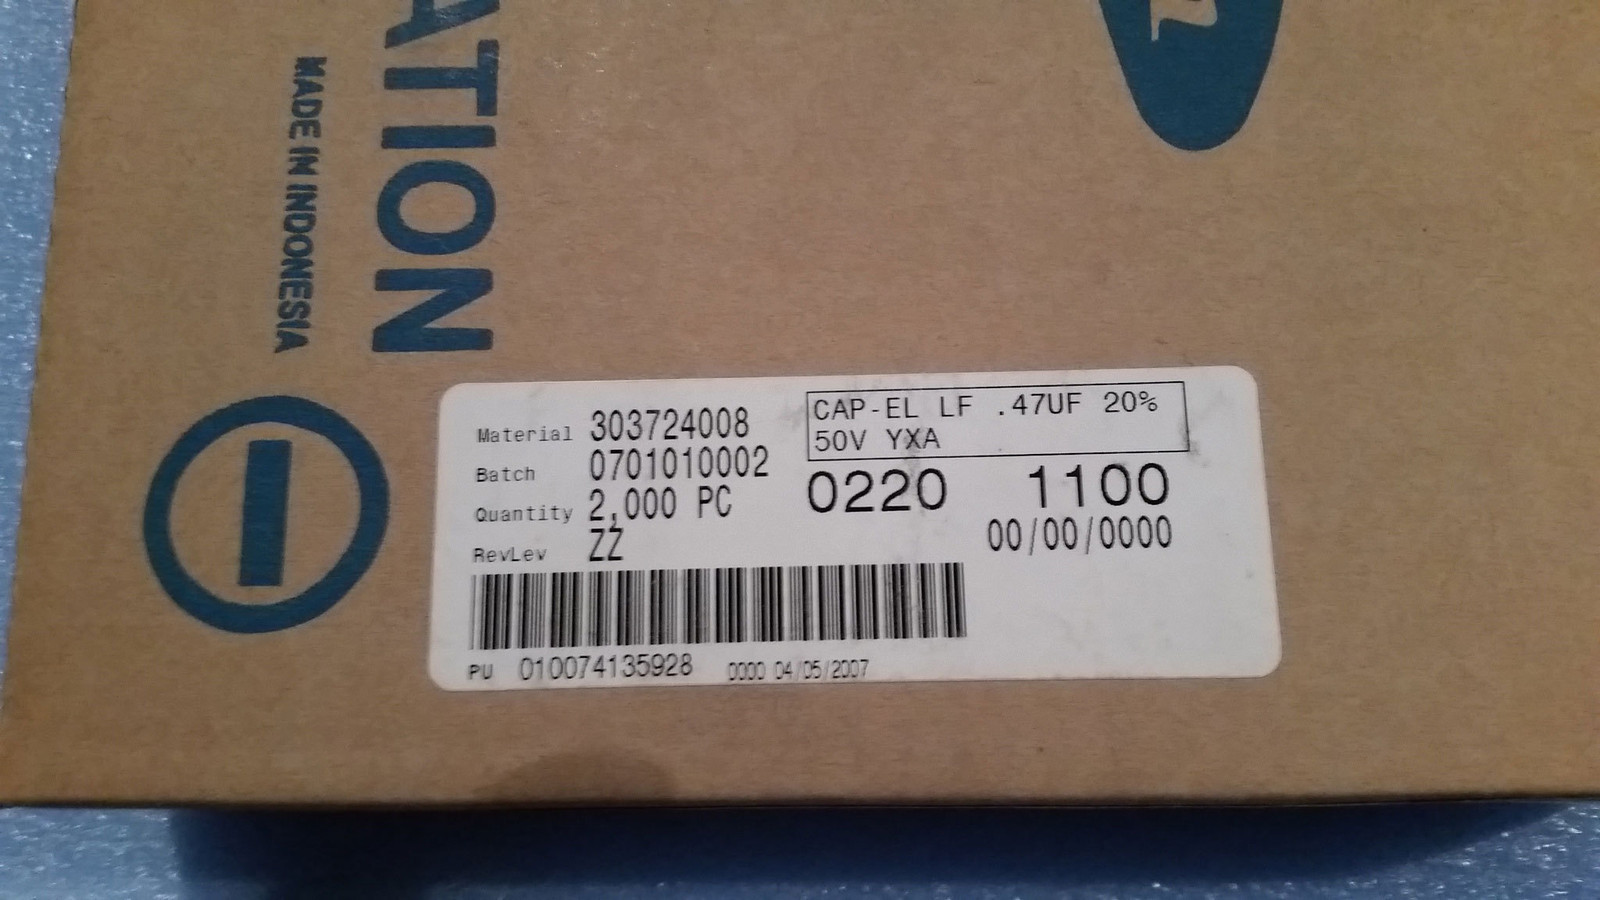 ATION
MADE IN INDONESIA
Material 303724008
Batch 0701010002
Quantity 2,000 PC
RevLev ZZ
CAP-EL LF .47UF 20%
50V YXA
0220 1100
00/00/0000
PU 010074135928 0000 04/05/2007